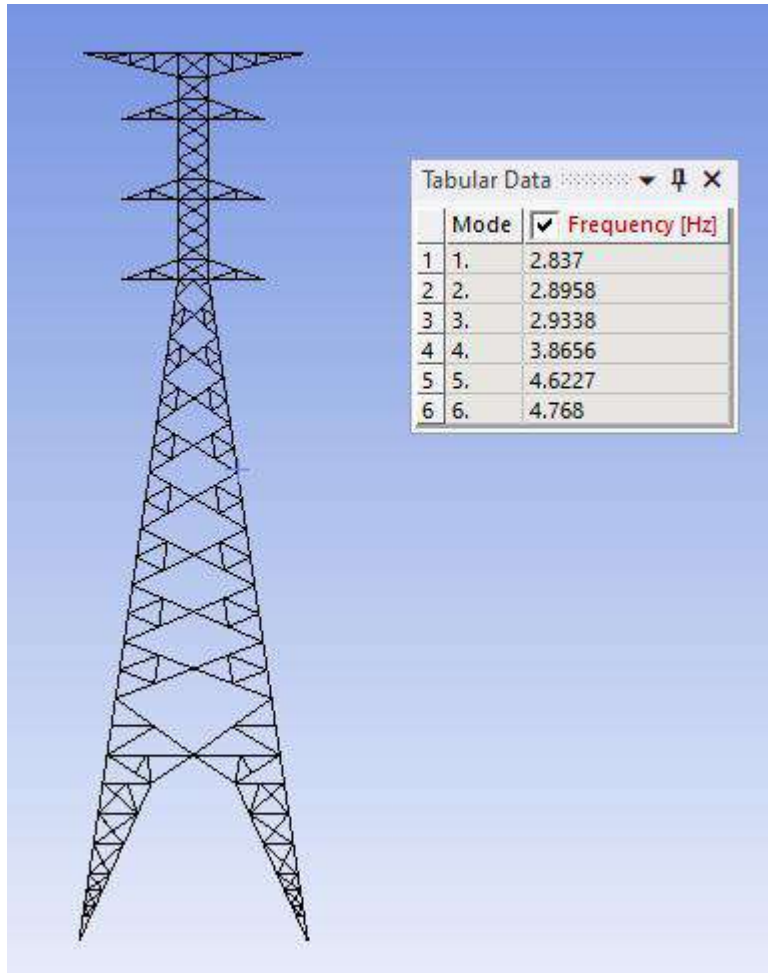 Tabular Data
Mode Frequency [Hz]
1 1. 2.837
2 2. 2.8958
3 3. 2.9338
4 4. 3.8656
5 5. 4.6227
6 6. 4.768